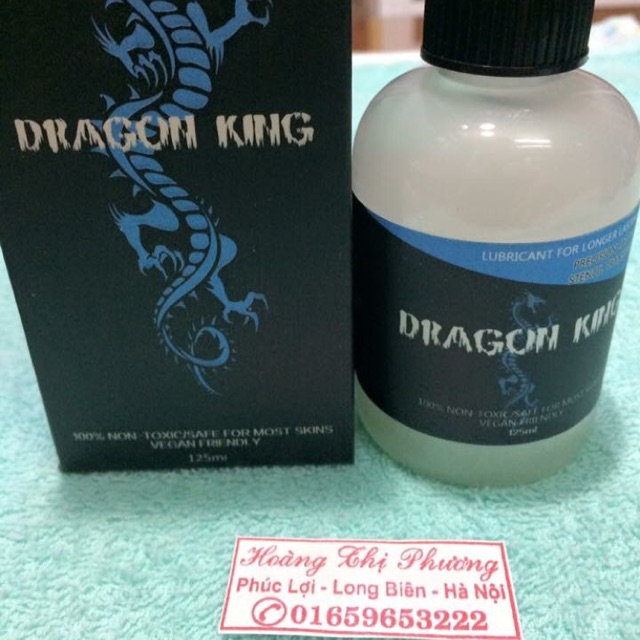 DRAGON KING
100% NON TOXIC/SAFE FOR MOST SKINS
VEGAN FRIENDLY
125ml
LUBRICANT FOR LONGER
DRAGON KING
100% NON TOXIC/SAFE FOR MOST
VEGAN FRIENDLY
125ml
Hoàng Thị Phương
Phúc Lợi - Long Biên - Hà Nội
✆01659653222